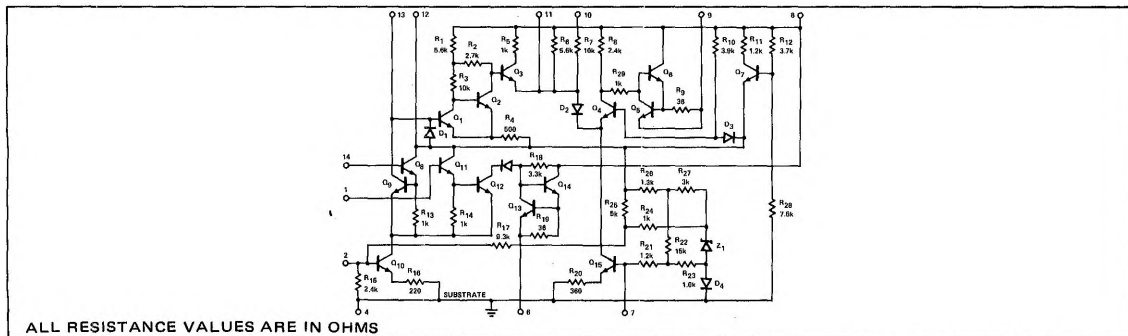 13 12 11 10 9 8
R1 5.6k
R2 2.7k
R3 10k
R5 1k
Q3
Q2
Q1
D1
R4 500
R6 5.6k
R7 10k
R8 2.4k
D2
Q4
R29 1k
Q5
Q6
R9 36
R10 3.9k
R11 1.2k
R12 3.7k
Q7
D3
14
1
Q8
Q9
Q11
Q12
R13 1k
R14 1k
R17 9.3k
R18 3.3k
Q14
Q13
R19 36
R25 5k
R26 1.3k
R27 3k
R24 1k
R28 7.6k
R22 15k
Z1
R21 1.2k
R23
D4
2
Q10
R15 2.4k
R16 220
SUBSTRATE
R20 360
Q15
4 6 7
ALL RESISTANCE VALUES ARE IN OHMS